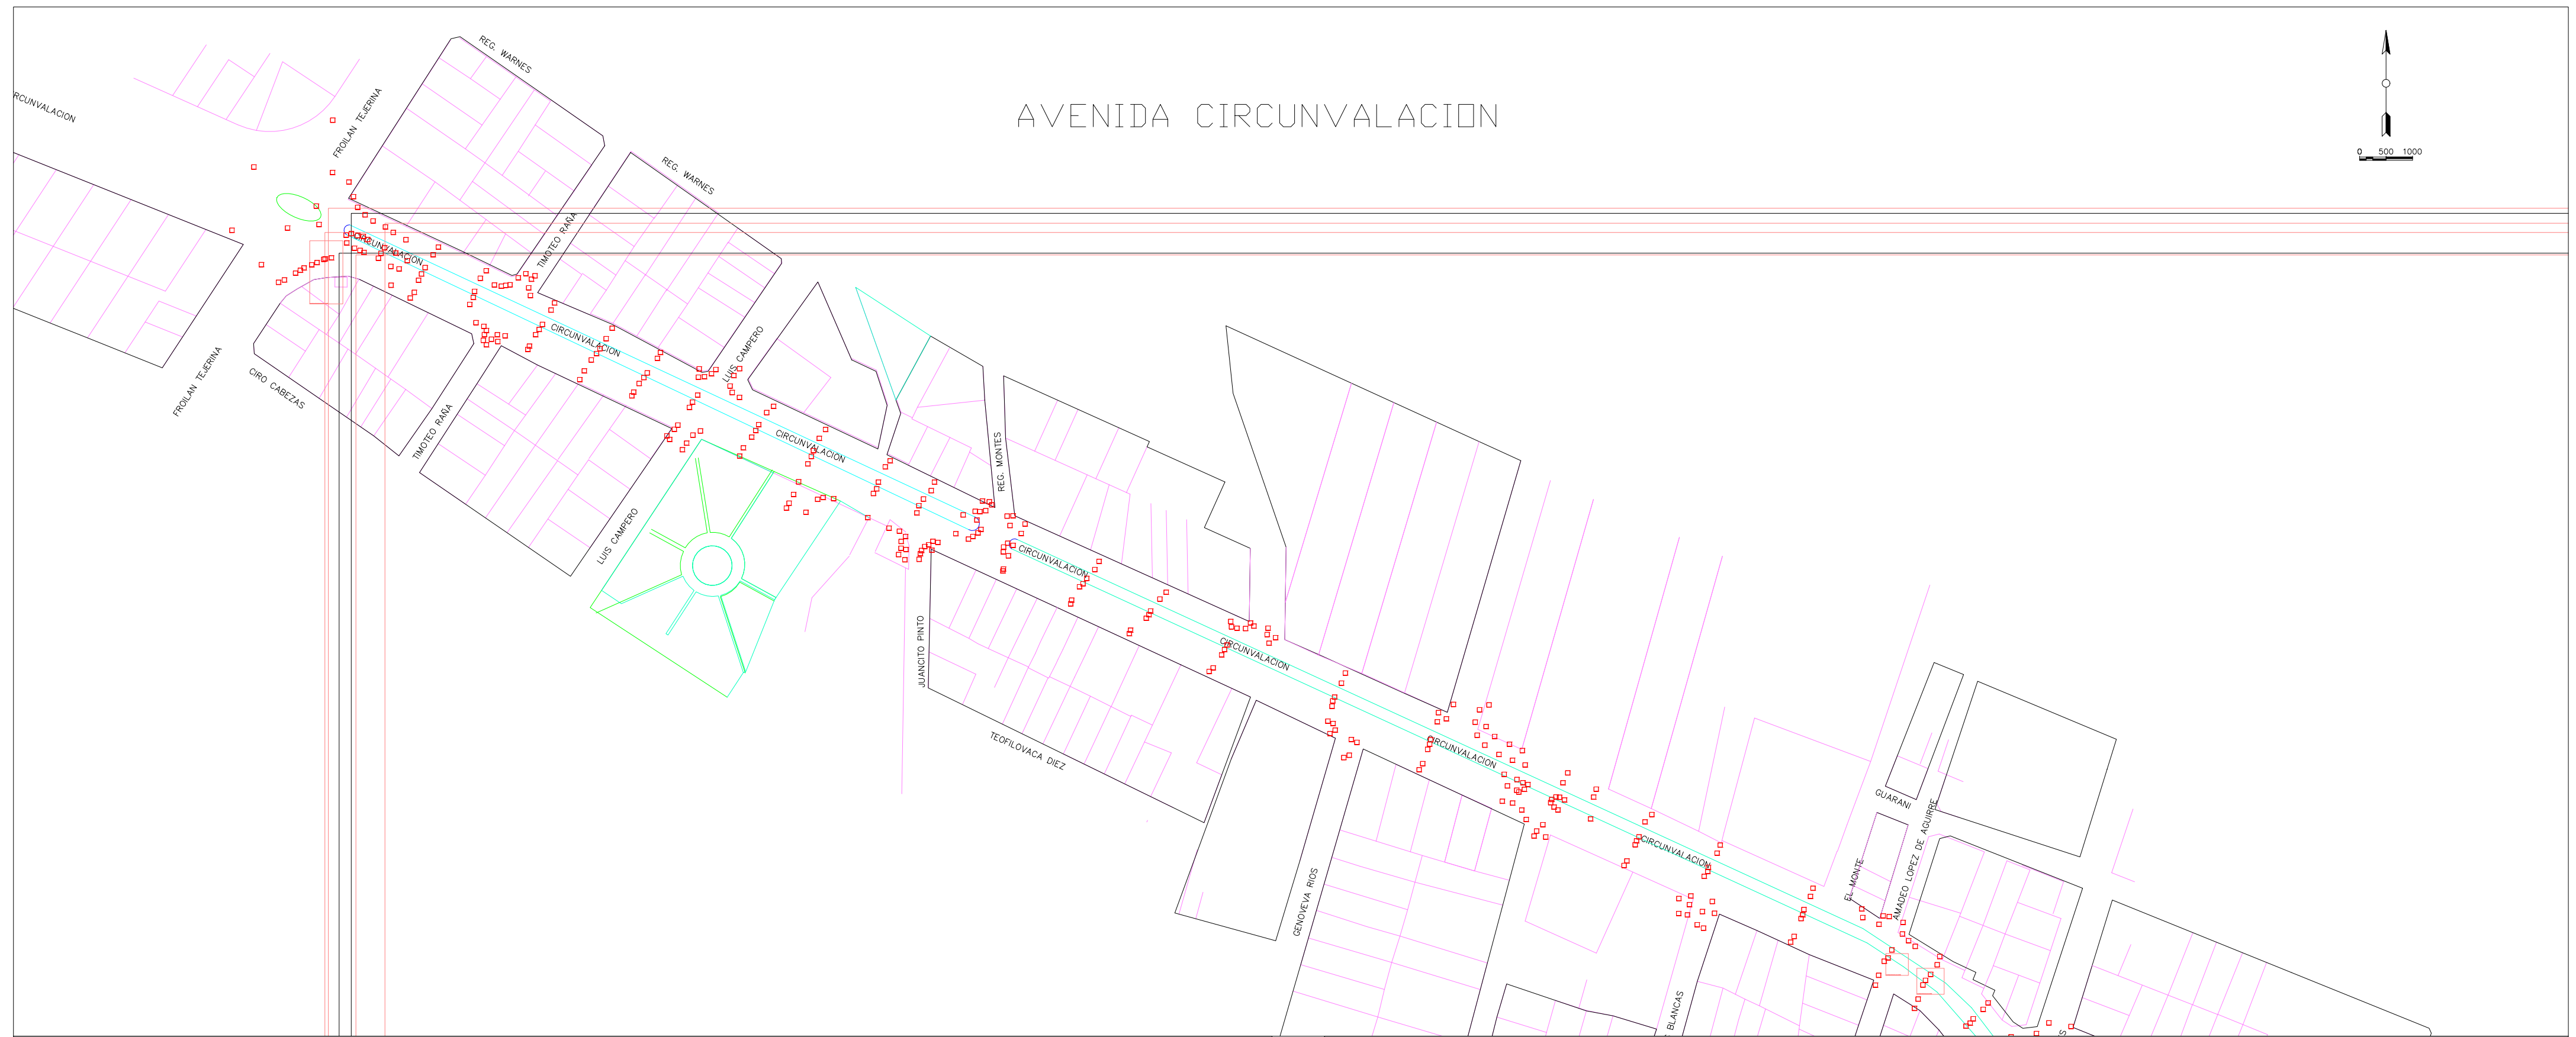 REG. WARNES
RCUNVALACION
FROILAN TEJERINA
AVENIDA CIRCUNVALACION
0 500 1000
REG. WARNES
TIMOTEO RAÑA
CIRCUNVALACION
CIRCUNVALACION
LUIS CAMPERO
FROILAN TEJERINA
CIRO CABEZAS
TIMOTEO RAÑA
CIRCUNVALACION
REG. MONTES
LUIS CAMPERO
CIRCUNVALACION
JUANCITO PINTO
CIRCUNVALACION
TEOFILOVACA DIEZ
CIRCUNVALACION
GUARANI
AMADEO LOPEZ DE AGUIRRE
CIRCUNVALACION
EL MONTE
GENOVEVA RIOS
BLANCAS
S